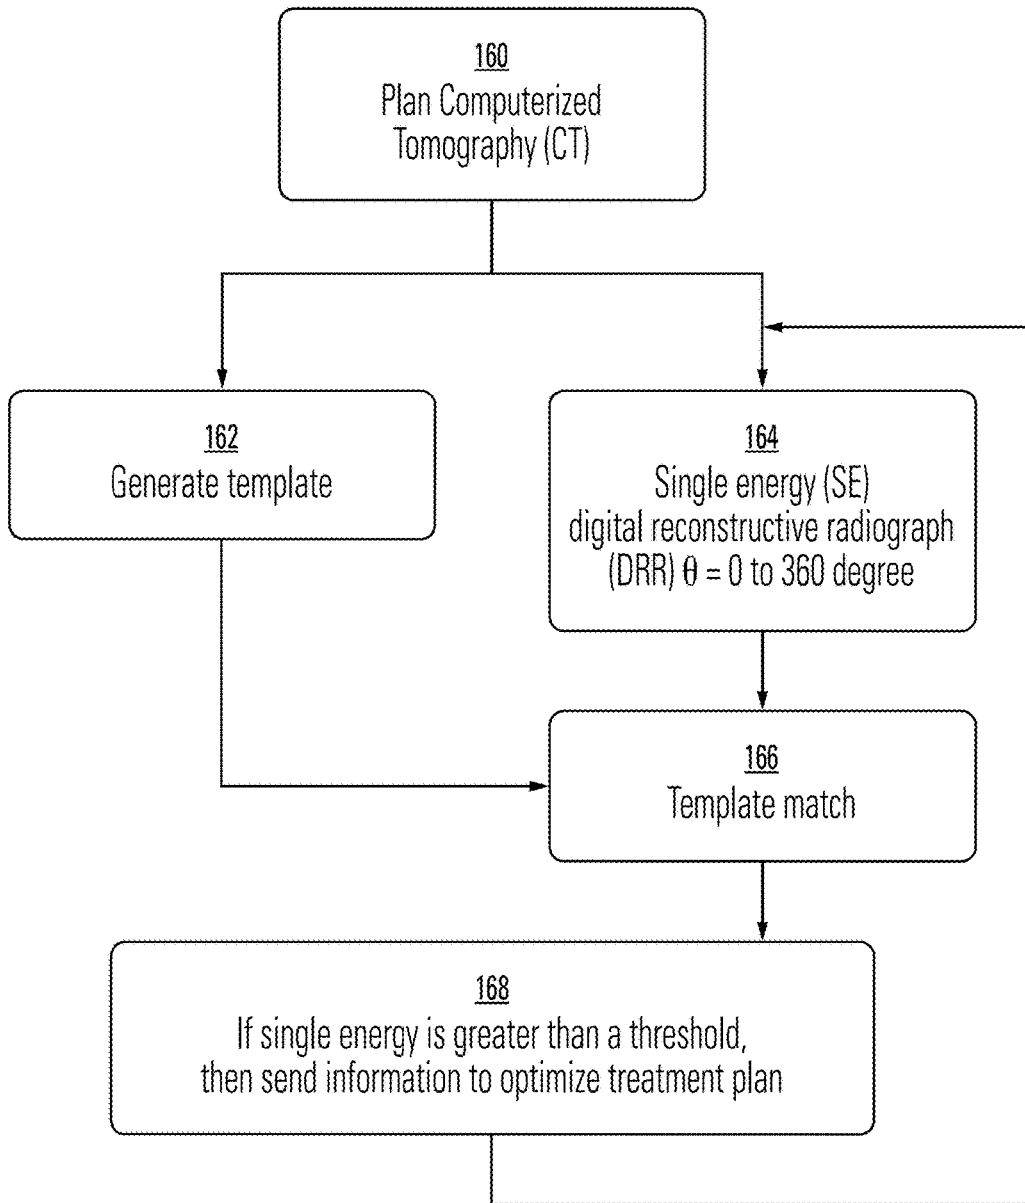 160
Plan Computerized
Tomography (CT)
162
Generate template
164
Single energy (SE)
digital reconstructive radiograph
(DRR) θ = 0 to 360 degree
166
Template match
168
If single energy is greater than a threshold,
then send information to optimize treatment plan